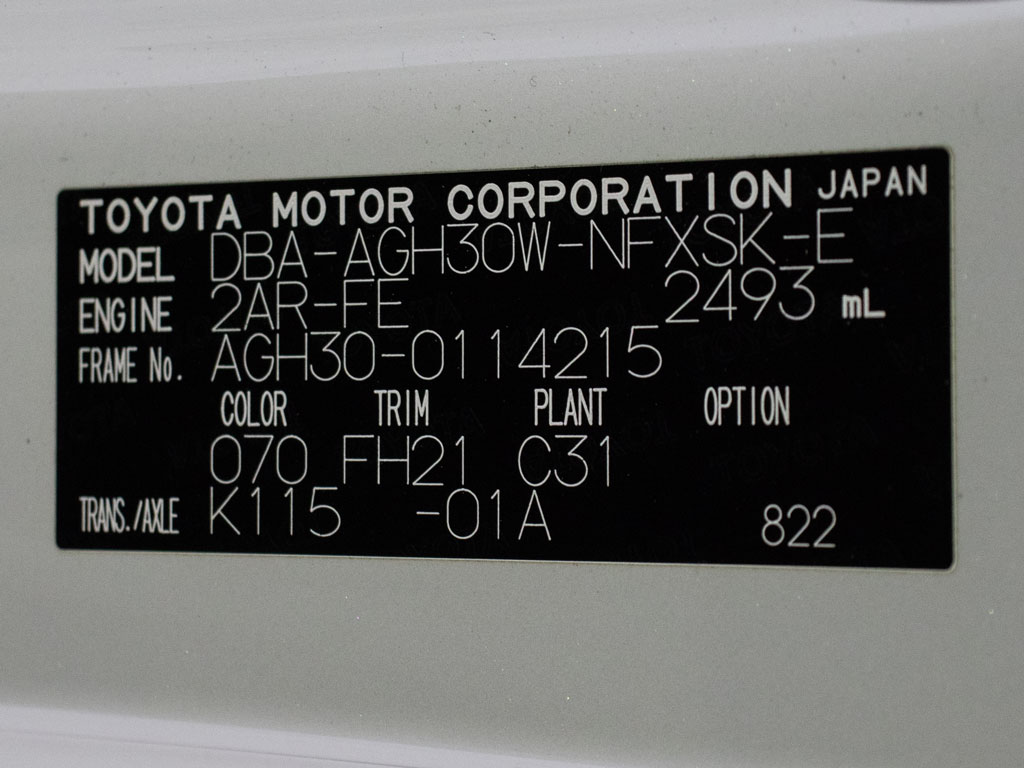 TOYOTA MOTOR CORPORATION JAPAN
MODEL DBA-AGH30W-NFXSK-E
ENGINE 2AR-FE 2493 mL
FRAME No. AGH30-0114215
COLOR TRIM PLANT OPTION
070 FH21 C31
TRANS./AXLE K115 -01A 822